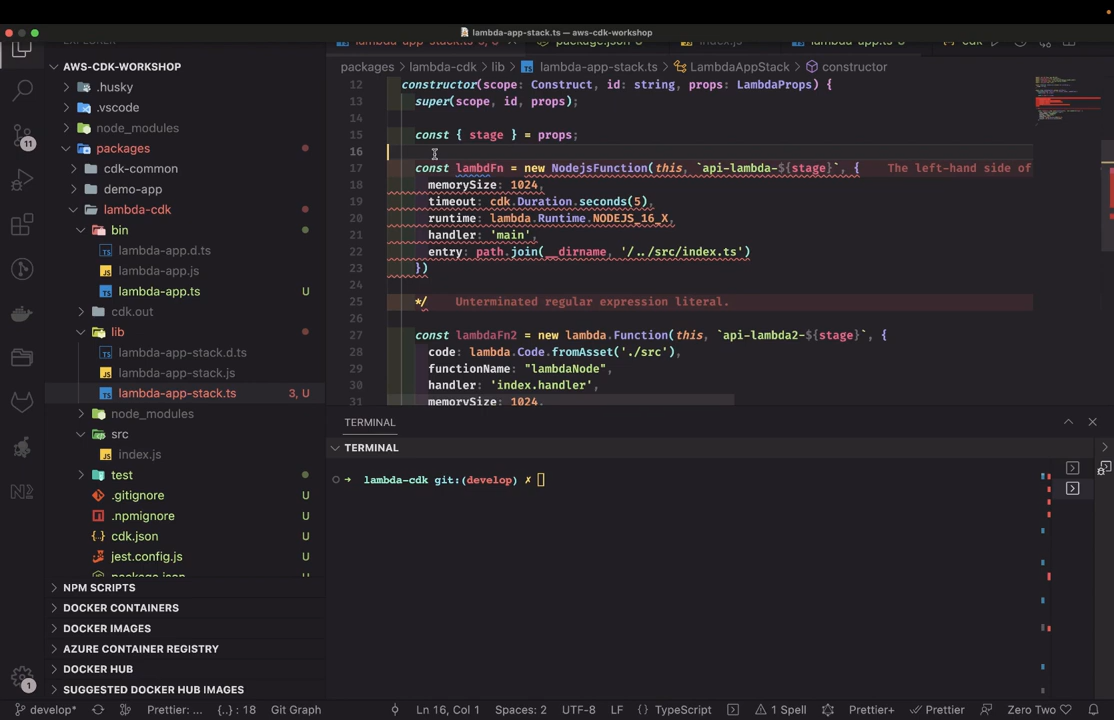 lambda-app-stack.ts — aws-cdk-workshop
AWS-CDK-WORKSHOP
.husky
.vscode
node_modules
packages
cdk-common
demo-app
lambda-cdk
bin
lambda-app.d.ts
lambda-app.js
lambda-app.ts U
cdk.out
lib
lambda-app-stack.d.ts
lambda-app-stack.js
lambda-app-stack.ts 3, U
node_modules
src
index.js
test
.gitignore U
.npmignore U
cdk.json U
jest.config.js U
package.json U
NPM SCRIPTS
DOCKER CONTAINERS
DOCKER IMAGES
AZURE CONTAINER REGISTRY
DOCKER HUB
SUGGESTED DOCKER HUB IMAGES
11
1
packages > lambda-cdk > lib > lambda-app-stack.ts > LambdaAppStack > constructor
12 constructor(scope: Construct, id: string, props: LambdaProps) {
13 super(scope, id, props);
14
15 const { stage } = props;
16
17 const lambdFn = new NodejsFunction(this, `api-lambda-${stage}`, { The left-hand side of
18 memorySize: 1024,
19 timeout: cdk.Duration.seconds(5),
20 runtime: lambda.Runtime.NODEJS_16_X,
21 handler: 'main',
22 entry: path.join(__dirname, '/../src/index.ts')
23 })
24
25 */ Unterminated regular expression literal.
26
27 const lambdaFn2 = new lambda.Function(this, `api-lambda2-${stage}`, {
28 code: lambda.Code.fromAsset('./src'),
29 functionName: "lambdaNode",
30 handler: 'index.handler',
31 memorySize: 1024,
TERMINAL
TERMINAL
lambda-cdk git:(develop) ✗
develop* Prettier: ... {..} : 18 Git Graph Ln 16, Col 1 Spaces: 2 UTF-8 LF {} TypeScript 1 Spell Prettier+ Prettier Zero Two